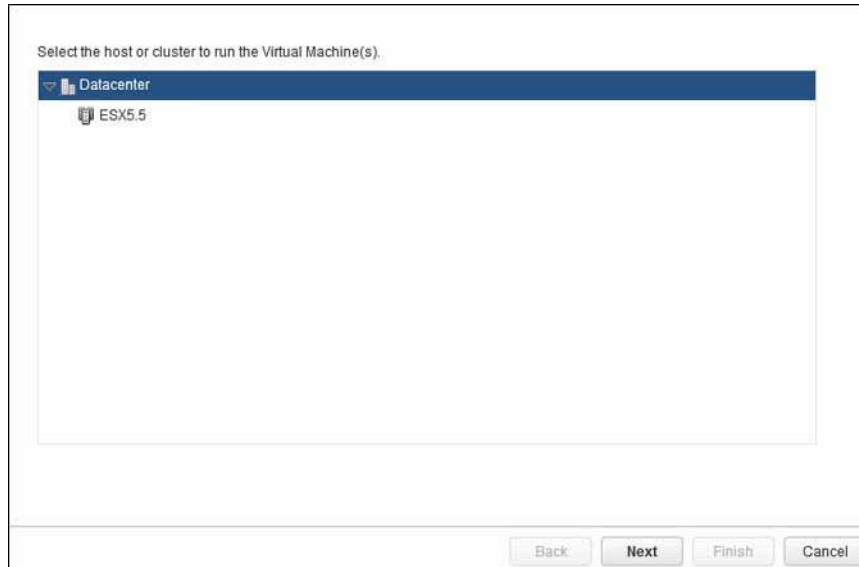 Select the host or cluster to run the Virtual Machine(s).
Datacenter
ESX5.5
Back Next Finish Cancel